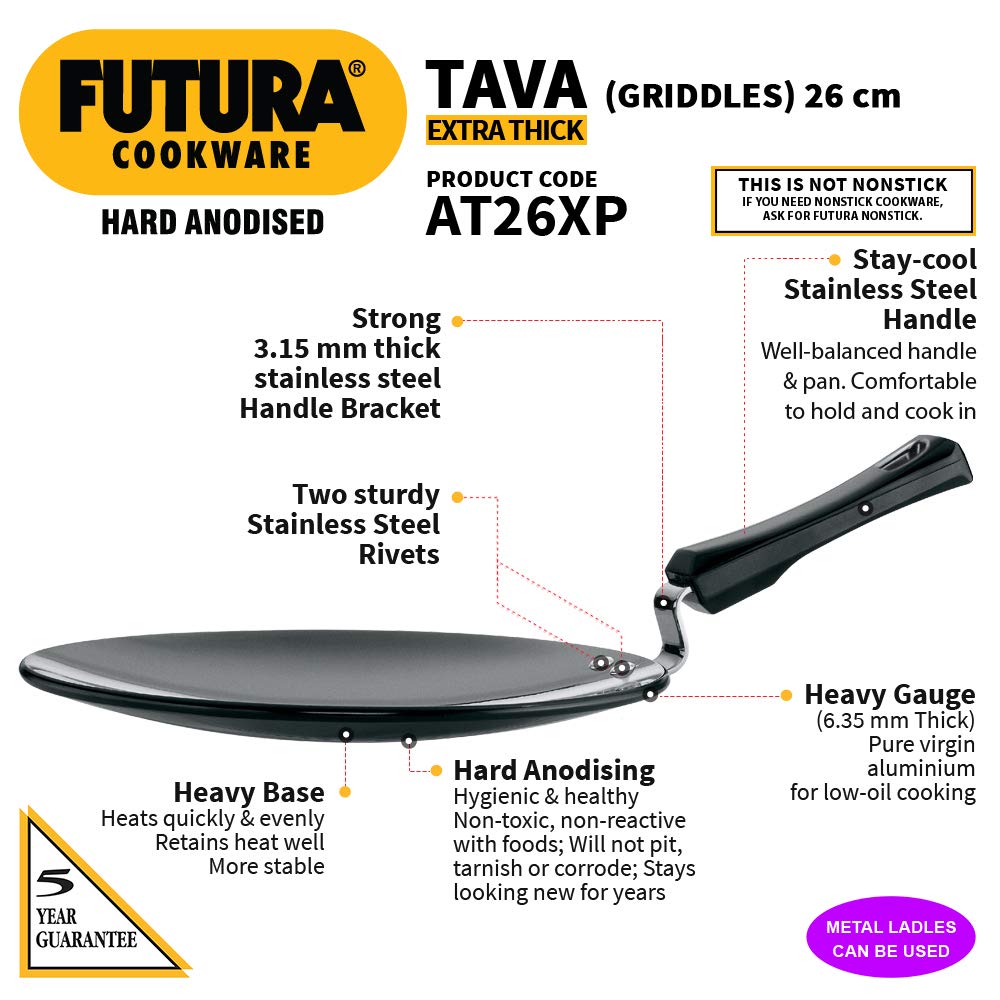 FUTURA®
COOKWARE
HARD ANODISED
TAVA (GRIDDLES) 26 cm
EXTRA THICK
PRODUCT CODE
AT26XP
THIS IS NOT NONSTICK
IF YOU NEED NONSTICK COOKWARE,
ASK FOR FUTURA NONSTICK.
Stay-cool
Stainless Steel
Handle
Well-balanced handle
& pan. Comfortable
to hold and cook in
Strong
3.15 mm thick
stainless steel
Handle Bracket
Two sturdy
Stainless Steel
Rivets
Heavy Gauge
(6.35 mm Thick)
Pure virgin
aluminium
for low-oil cooking
Heavy Base
Heats quickly & evenly
Retains heat well
More stable
Hard Anodising
Hygienic & healthy
Non-toxic, non-reactive
with foods; Will not pit,
tarnish or corrode; Stays
looking new for years
5
YEAR
GUARANTEE
METAL LADLES
CAN BE USED